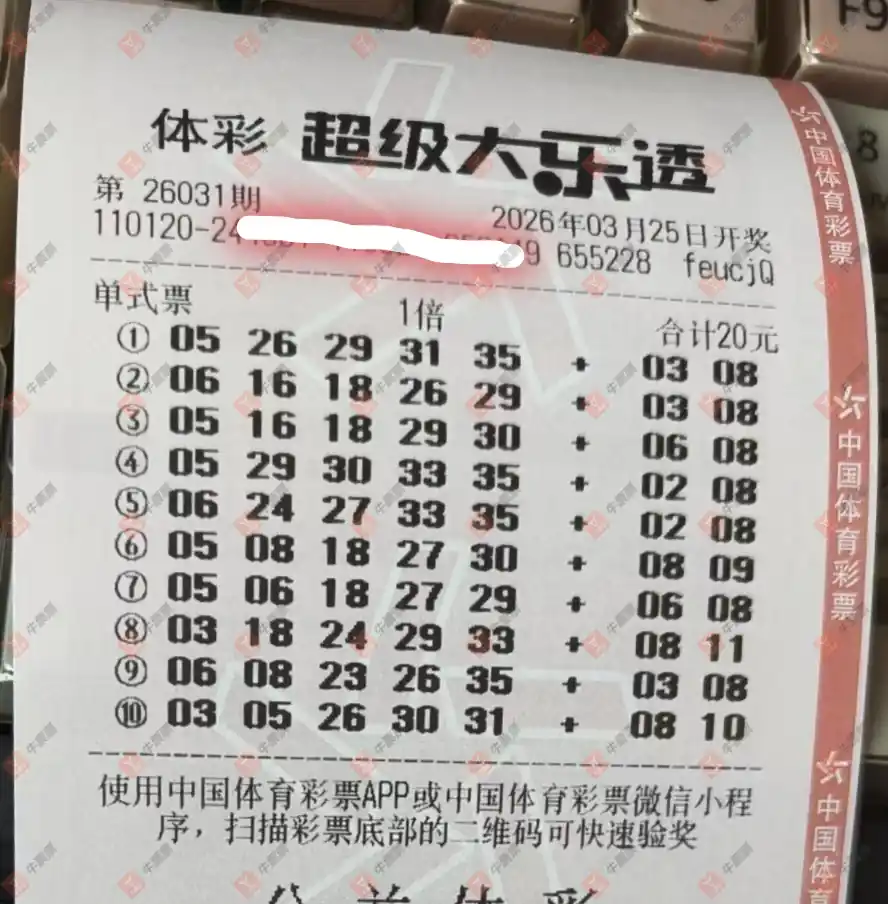 体彩 超级大乐透
第 26031期
2026年03月25日开奖
110120-24
9 655228 feucjQ
单式票 1倍 合计20元
① 05 26 29 31 35 + 03 08
② 06 16 18 26 29 + 03 08
③ 05 16 18 29 30 + 06 08
④ 05 29 30 33 35 + 02 08
⑤ 06 24 27 33 35 + 02 08
⑥ 05 08 18 27 30 + 08 09
⑦ 05 06 18 27 29 + 06 08
⑧ 03 18 24 29 33 + 08 11
⑨ 06 08 23 26 35 + 03 08
⑩ 03 05 26 30 31 + 08 10
使用中国体育彩票APP或中国体育彩票微信小程
序，扫描彩票底部的二维码可快速验奖
中国体育彩票
中国体育彩票
中国体育
F9
8